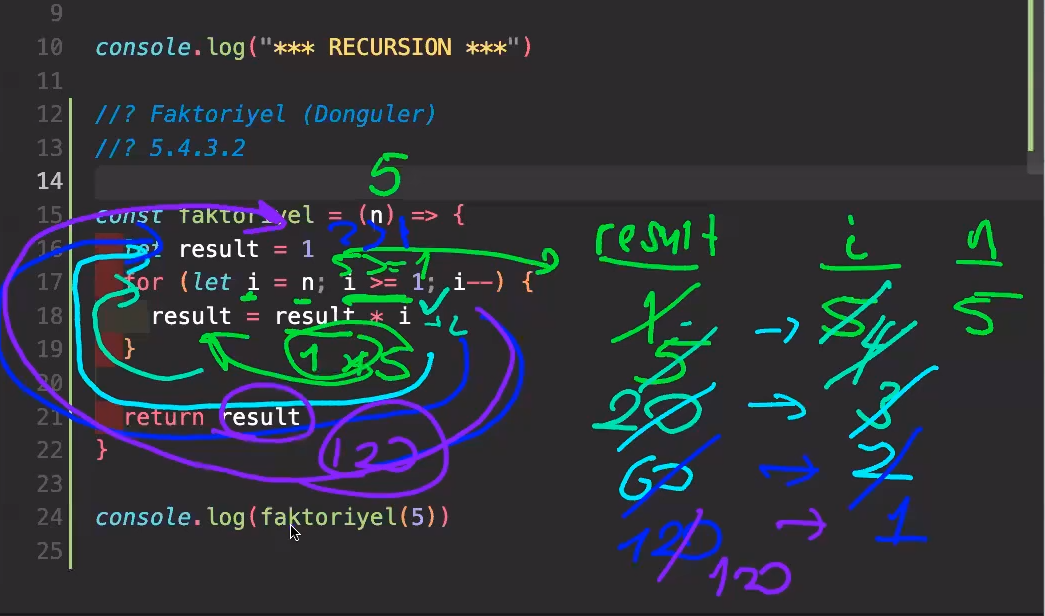 9
10 console.log("*** RECURSION ***")
11
12 //? Faktoriyel (Donguler)
13 //? 5.4.3.2
14
5
15 const faktoriyel = (n) => {
16 let result = 1
5 >= 1
17 for (let i = n; i >= 1; i--) {
18 result = result * i
19 }
1 * 5
20
21 return result
22 }
120
23
24 console.log(faktoriyel(5))
25
result i n
1 → 5 5
5 4
20 → 3
60 → 2
120 → 1
120